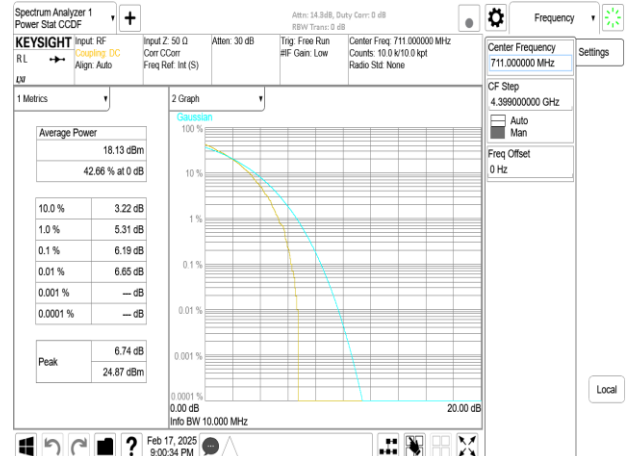 Spectrum Analyzer 1
Power Stat CCDF
Attn: 14.8dB, Duty Corr: 0 dB
RBW Trans: 0 dB
Frequency
KEYSIGHT
RL
LXI
Input: RF
Coupling: DC
Align: Auto
Input Z: 50 Ω
Corr CCorr
Freq Ref: Int (S)
Atten: 30 dB
Trig: Free Run
#IF Gain: Low
Center Freq: 711.000000 MHz
Counts: 10.0 k/10.0 kpt
Radio Std: None
Center Frequency
711.000000 MHz
Settings
CF Step
4.399000000 GHz
Auto
Man
Freq Offset
0 Hz
1 Metrics
Average Power
18.13 dBm
42.66 % at 0 dB
10.0 % 3.22 dB
1.0 % 5.31 dB
0.1 % 6.19 dB
0.01 % 6.65 dB
0.001 % --- dB
0.0001 % --- dB
Peak
6.74 dB
24.87 dBm
2 Graph
Gaussian
100 %
10 %
1 %
0.1 %
0.01 %
0.001 %
0.0001 %
0.00 dB 20.00 dB
Info BW 10.000 MHz
Local
?
Feb 17, 2025
9:00:34 PM